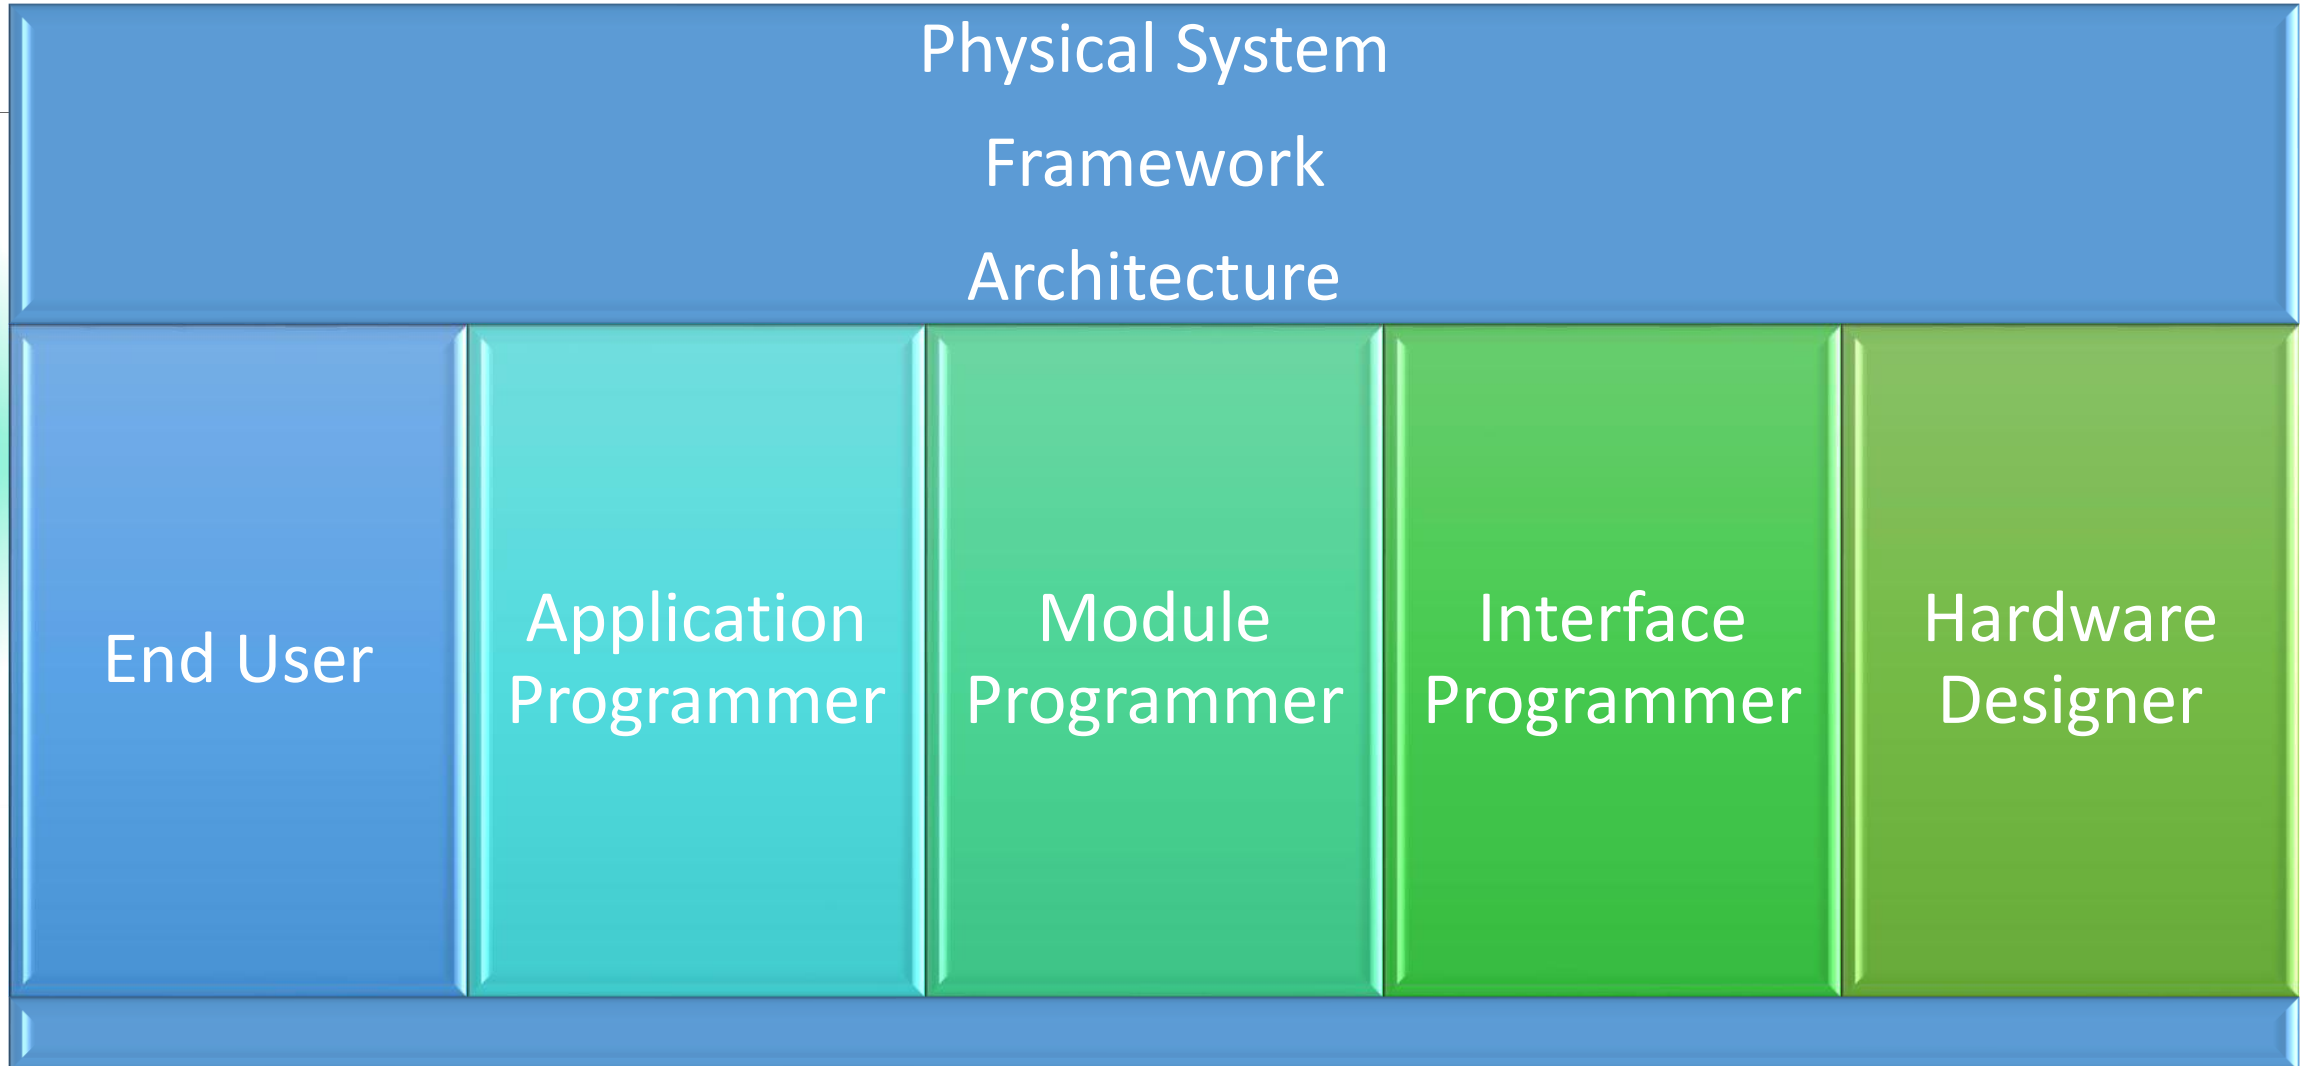 Physical System
Framework
Architecture
End User
Application
Programmer
Module
Programmer
Interface
Programmer
Hardware
Designer